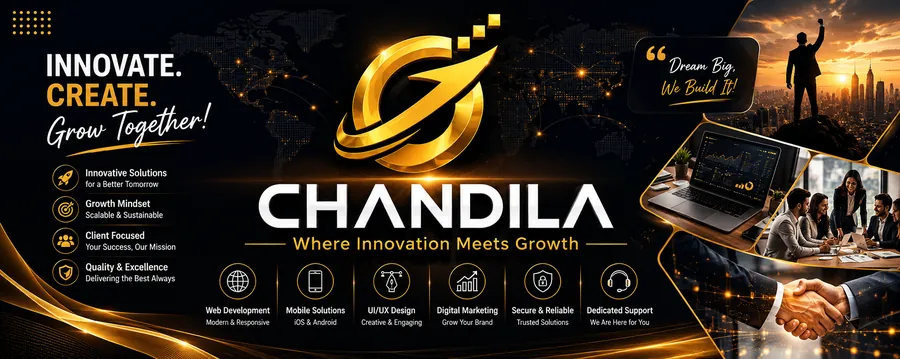 INNOVATE.
CREATE.
Grow Together!
Innovative Solutions
for a Better Tomorrow
Growth Mindset
Scalable & Sustainable
Client Focused
Your Success, Our Mission
Quality & Excellence
Delivering the Best Always
CHANDILA
Where Innovation Meets Growth
Web Development
Modern & Responsive
Mobile Solutions
iOS & Android
UI/UX Design
Creative & Engaging
Digital Marketing
Grow Your Brand
Secure & Reliable
Trusted Solutions
Dedicated Support
We Are Here for You
“
Dream Big,
We Build It!